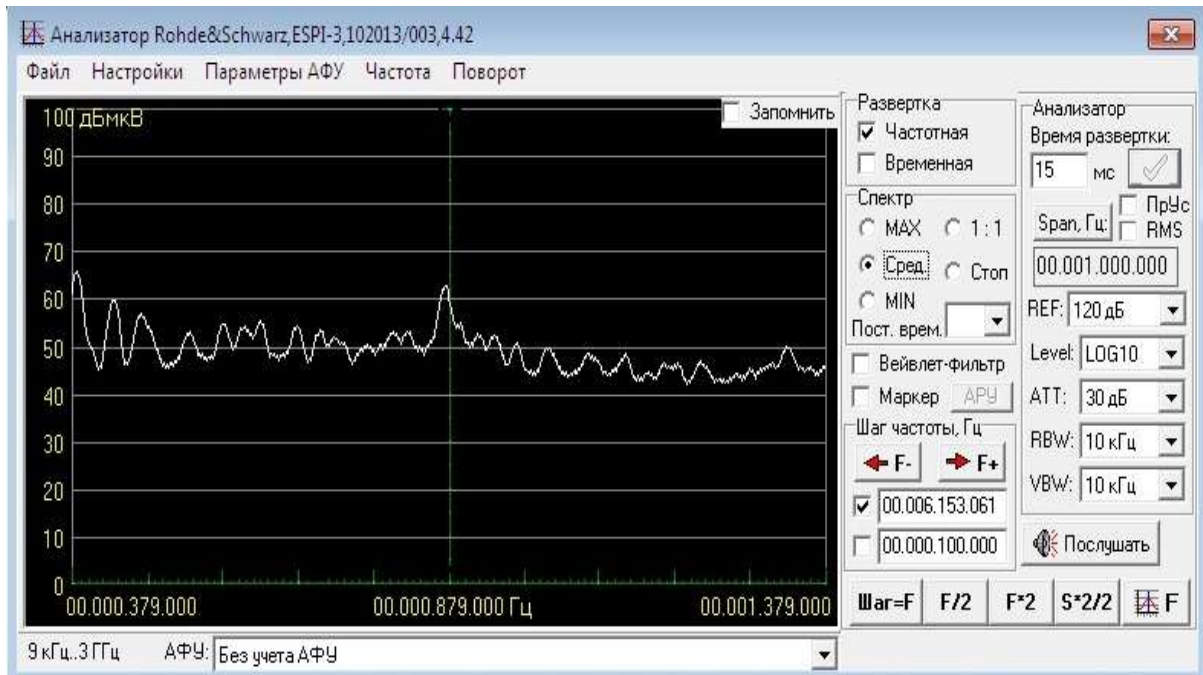 Анализатор Rohde&Schwarz,ESPI-3,102013/003,4.42
Файл Настройки Параметры АФУ Частота Поворот
100 дБмкВ
90
80
70
60
50
40
30
20
10
0
00.000.379.000 00.000.879.000 Гц 00.001.379.000
Запомнить
Развертка
Частотная
Временная
Спектр
MAX 1 : 1
Сред. Стоп
MIN
Пост. врем.
Вейвлет-фильтр
Маркер АРУ
Шаг частоты, Гц
F- F+
00.006.153.061
00.000.100.000
Анализатор
Время развертки:
15 мс
ПрУс
Span, Гц: RMS
00.001.000.000
REF: 120 дБ
Level: LOG10
ATT: 30 дБ
RBW: 10 кГц
VBW: 10 кГц
Послушать
Шаг=F F/2 F*2 S*2/2 F
9 кГц..3 ГГц АФУ: Без учета АФУ